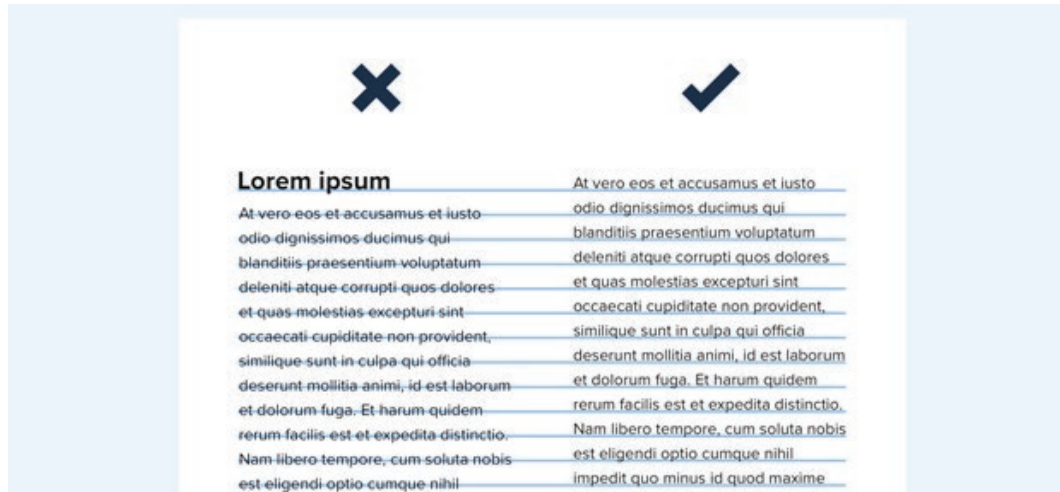 Lorem ipsum
At vero eos et accusamus et iusto
odio dignissimos ducimus qui
blanditiis praesentium voluptatum
deleniti atque corrupti quos dolores
et quas molestias excepturi sint
occaecati cupiditate non provident,
similique sunt in culpa qui officia
deserunt mollitia animi, id est laborum
et dolorum fuga. Et harum quidem
rerum facilis est et expedita distinctio.
Nam libero tempore, cum soluta nobis
est eligendi optio cumque nihil
At vero eos et accusamus et iusto
odio dignissimos ducimus qui
blanditiis praesentium voluptatum
deleniti atque corrupti quos dolores
et quas molestias excepturi sint
occaecati cupiditate non provident,
similique sunt in culpa qui officia
deserunt mollitia animi, id est laborum
et dolorum fuga. Et harum quidem
rerum facilis est et expedita distinctio.
Nam libero tempore, cum soluta nobis
est eligendi optio cumque nihil
impedit quo minus id quod maxime